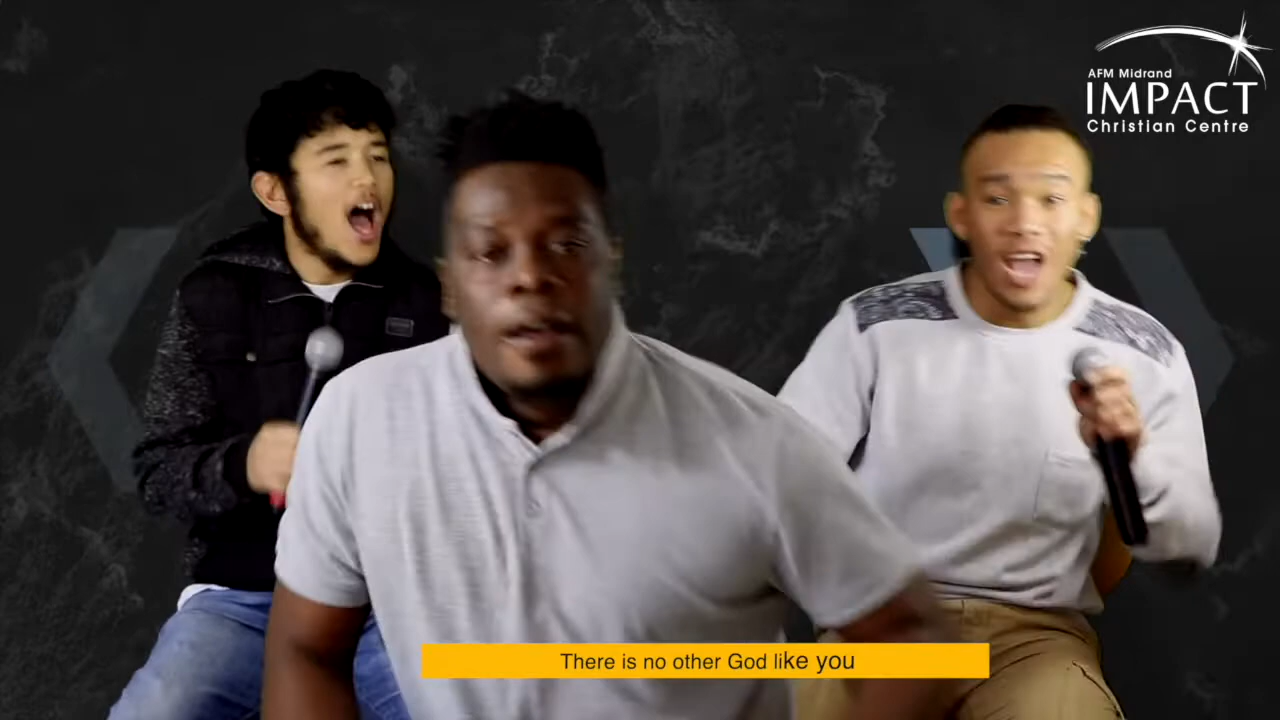 AFM Midrand
IMPACT
Christian Centre
There is no other God like you